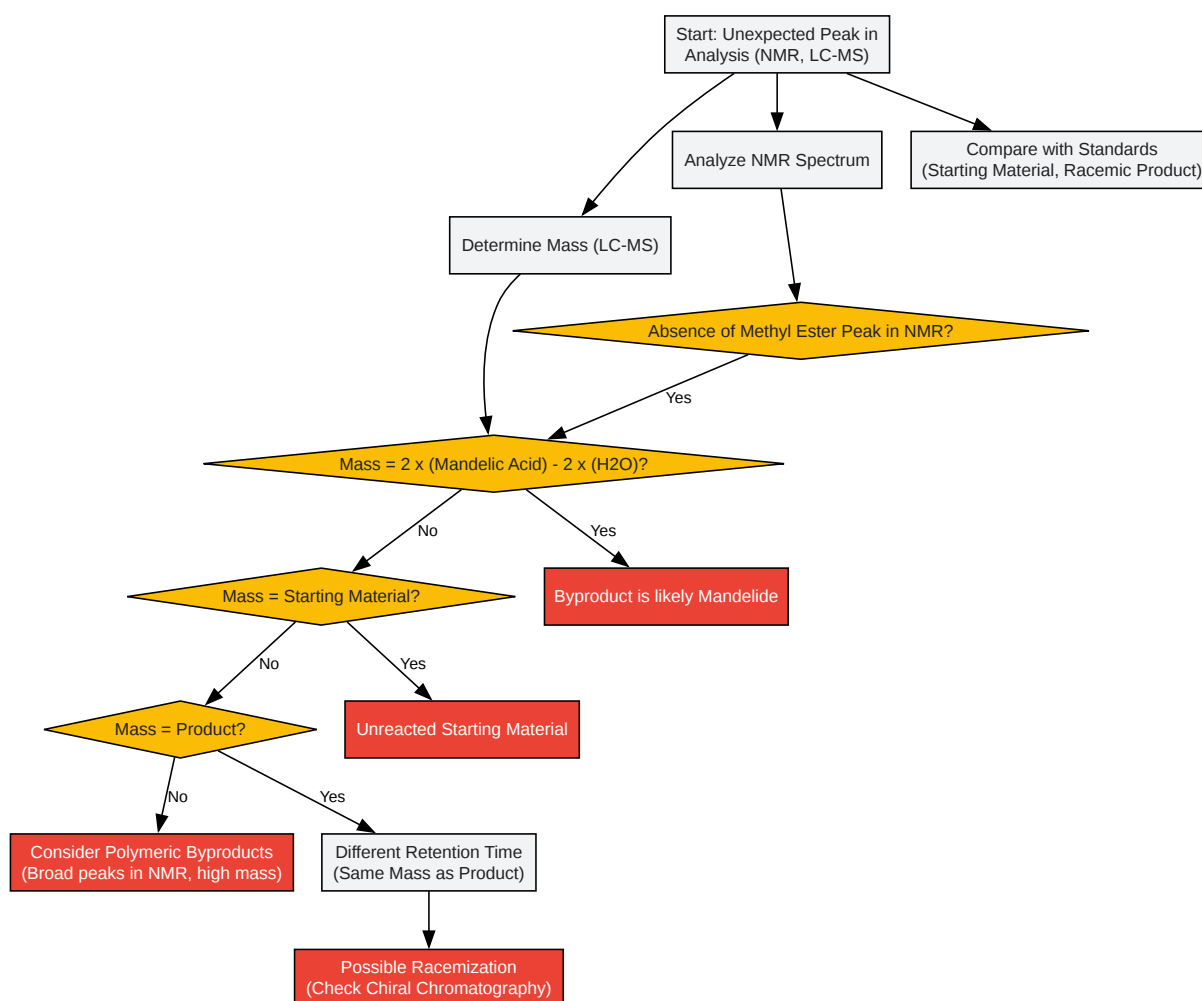 Start: Unexpected Peak in
Analysis (NMR, LC-MS)
Analyze NMR Spectrum
Compare with Standards
(Starting Material, Racemic Product)
Determine Mass (LC-MS)
Absence of Methyl Ester Peak in NMR?
Yes
Mass = 2 x (Mandelic Acid) - 2 x (H2O)?
No
Yes
Mass = Starting Material?
Byproduct is likely Mandelide
No
Yes
Mass = Product?
Unreacted Starting Material
No
Yes
Consider Polymeric Byproducts
(Broad peaks in NMR, high mass)
Different Retention Time
(Same Mass as Product)
Possible Racemization
(Check Chiral Chromatography)